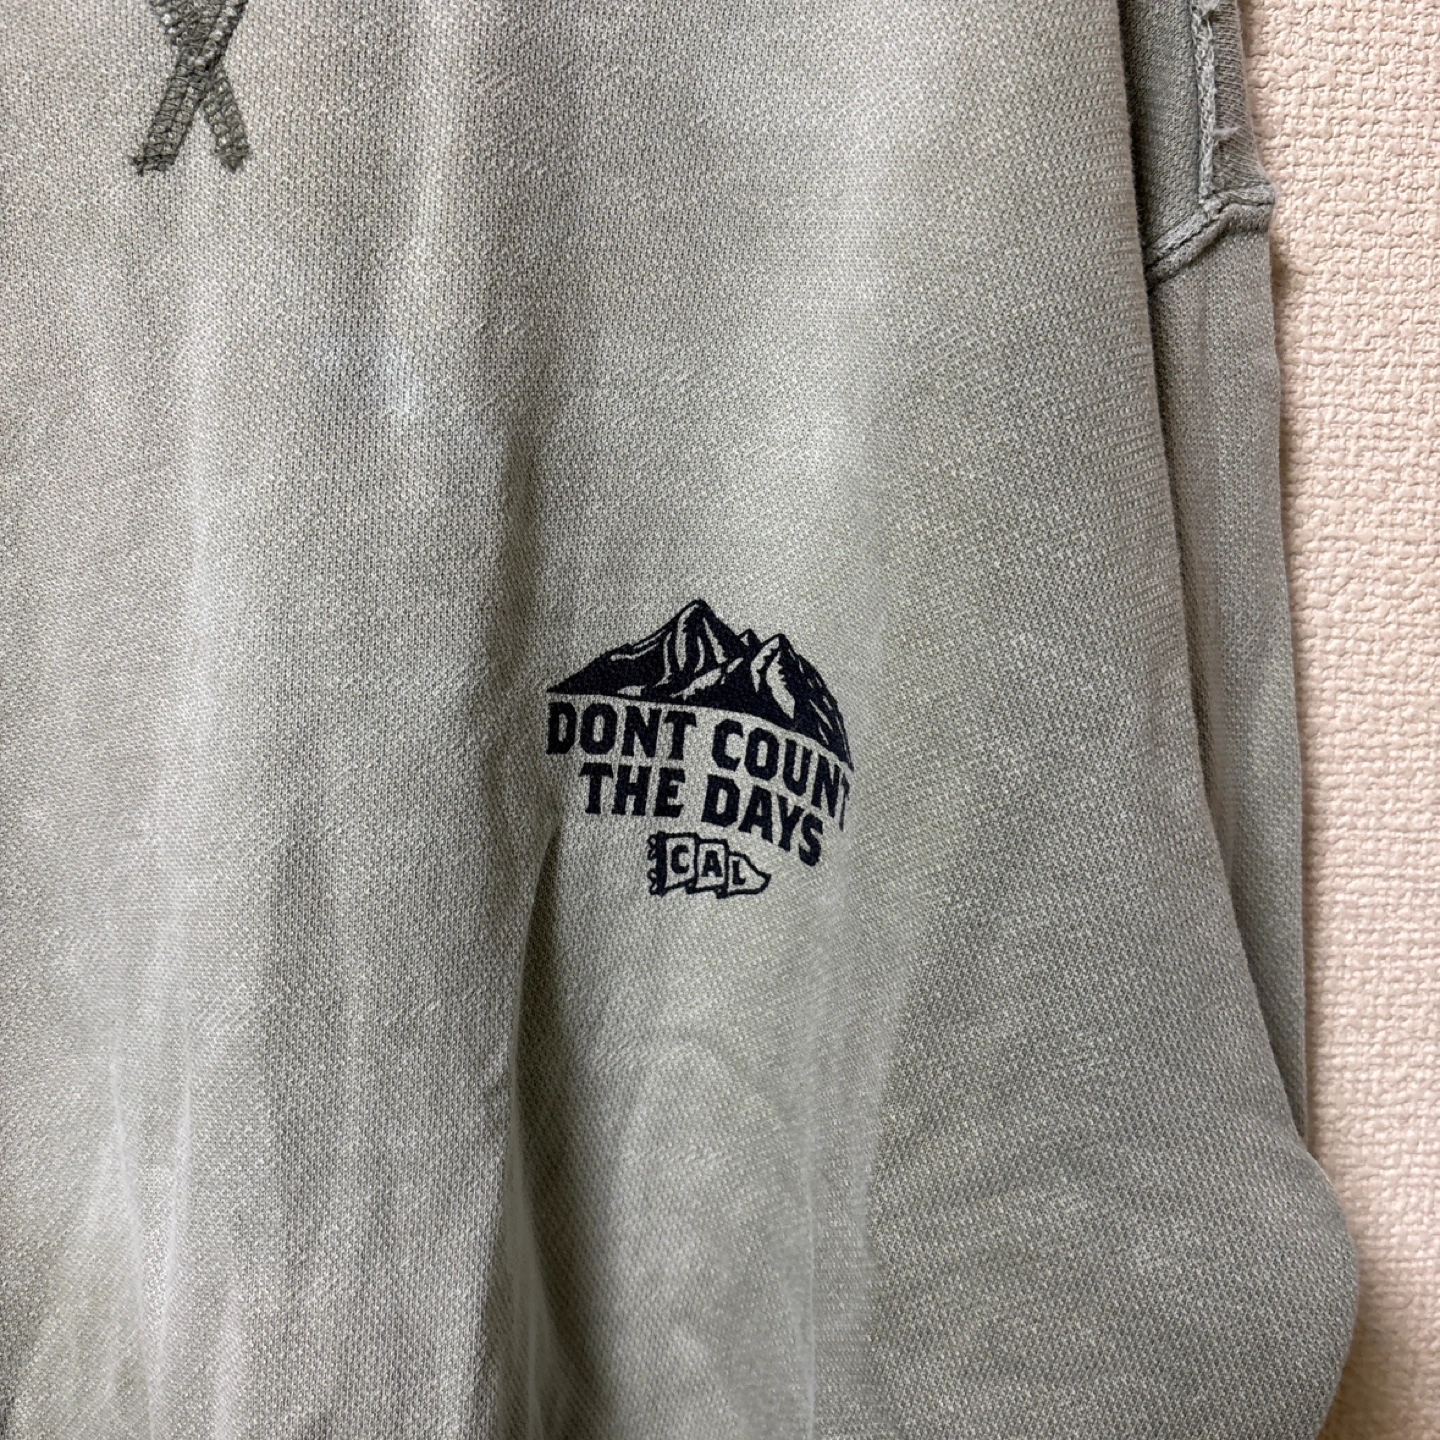 DONT COUNT
THE DAYS
CAL